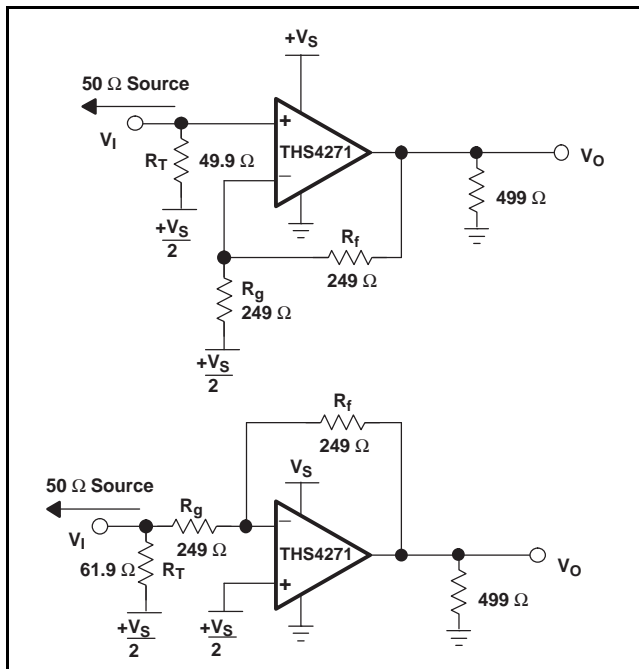 +VS
50 Ω Source
VI
+
THS4271
RT
49.9 Ω
VO
−
499 Ω
+VS
2
Rf
249 Ω
Rg
249 Ω
+VS
2
Rf
249 Ω
VS
50 Ω Source
Rg
−
VI
249 Ω
THS4271
VO
61.9 Ω
RT
+
499 Ω
+VS
2
+VS
2